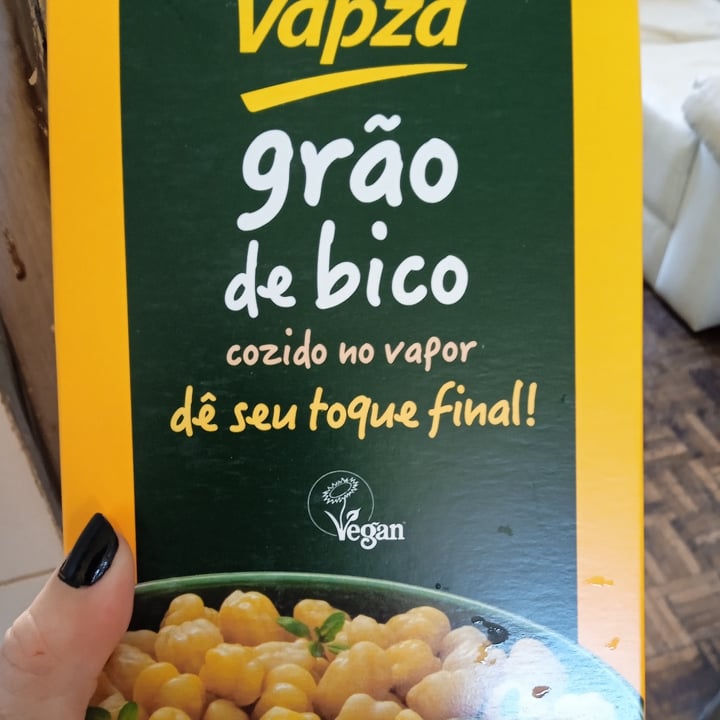 Vapza
grão
de bico
cozido no vapor
dê seu toque final!
Vegan